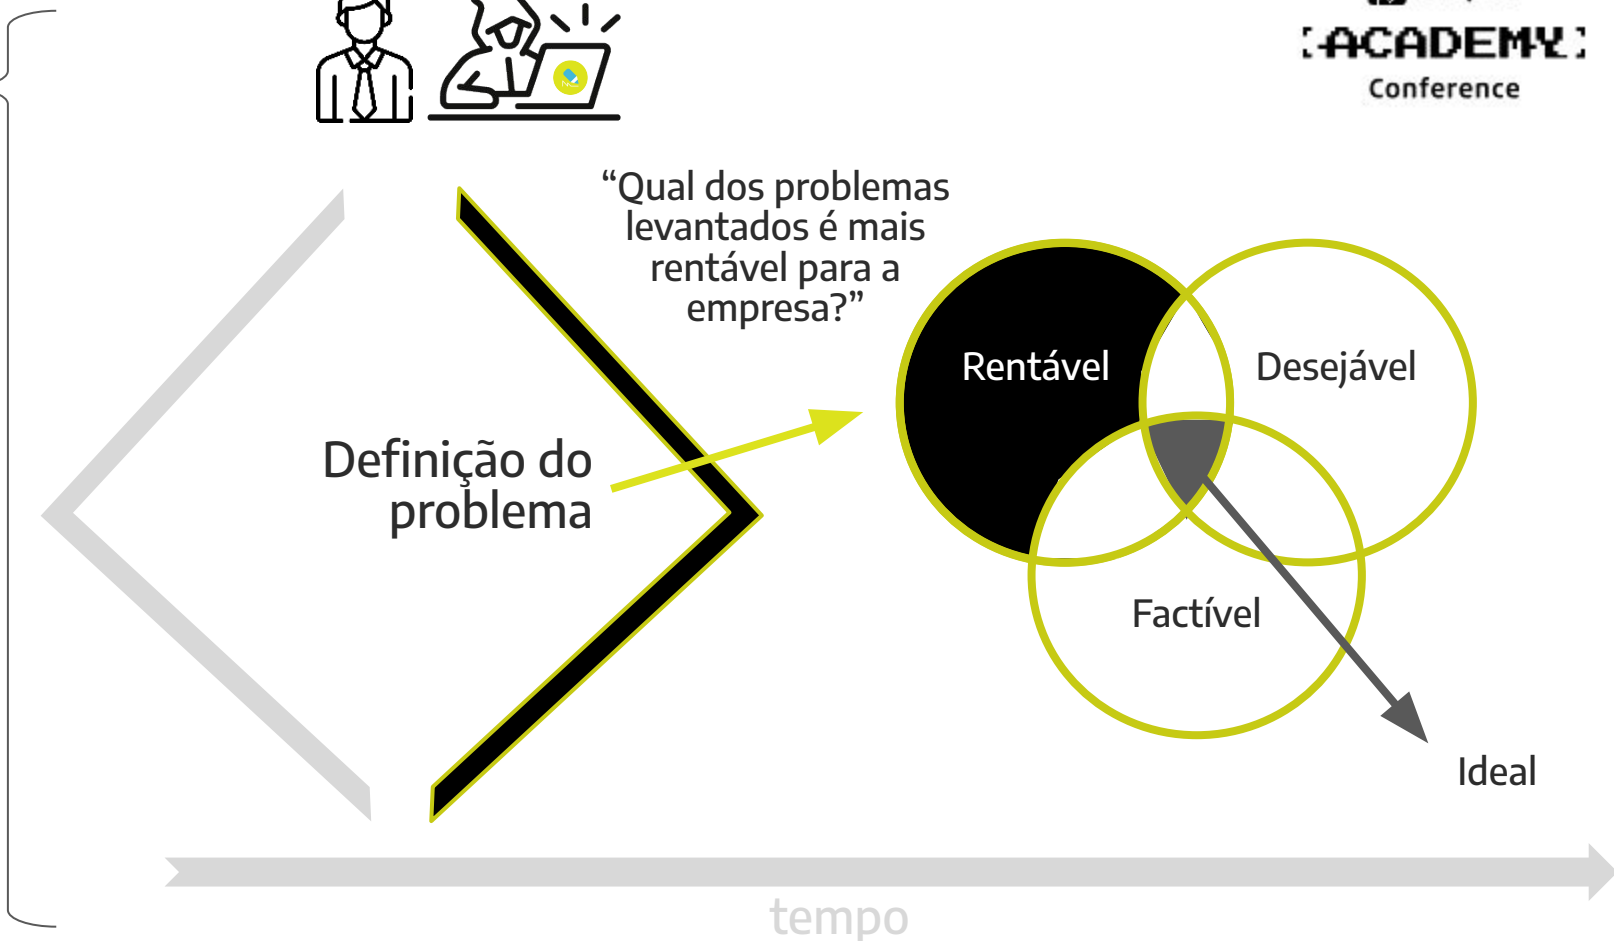 [ACADEMY]
Conference
“Qual dos problemas
levantados é mais
rentável para a
empresa?”
Rentável
Desejável
Definição do
problema
Factível
Ideal
tempo